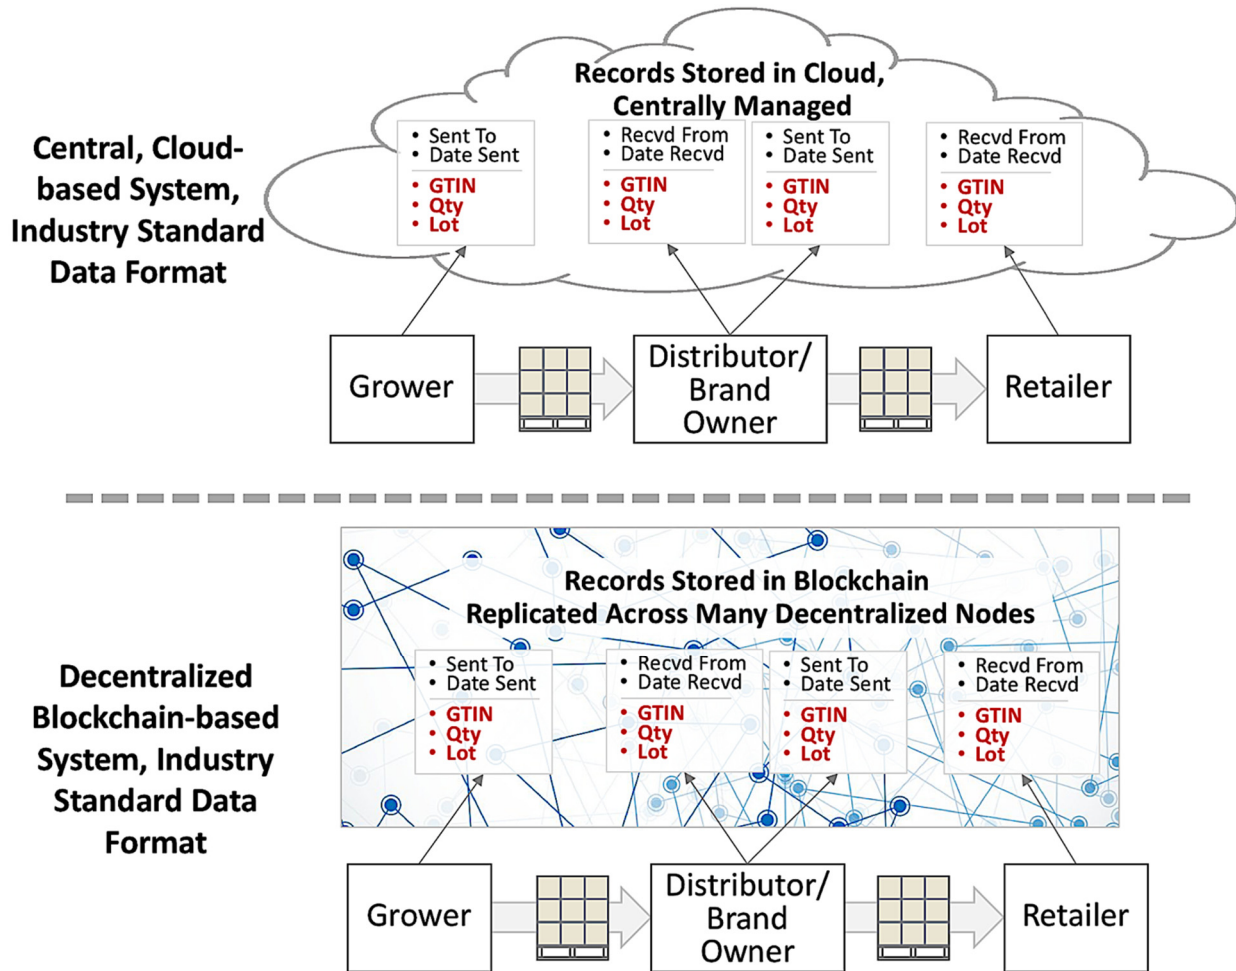 Records Stored in Cloud,
Centrally Managed
Central, Cloud-
based System,
Industry Standard
Data Format
• Sent To
• Date Sent
• GTIN
• Qty
• Lot
• Recvd From
• Date Recvd
• GTIN
• Qty
• Lot
• Sent To
• Date Sent
• GTIN
• Qty
• Lot
• Recvd From
• Date Recvd
• GTIN
• Qty
• Lot
Grower
Distributor/
Brand
Owner
Retailer
Records Stored in Blockchain
Replicated Across Many Decentralized Nodes
Decentralized
Blockchain-based
System, Industry
Standard Data
Format
• Sent To
• Date Sent
• GTIN
• Qty
• Lot
• Recvd From
• Date Recvd
• GTIN
• Qty
• Lot
• Sent To
• Date Sent
• GTIN
• Qty
• Lot
• Recvd From
• Date Recvd
• GTIN
• Qty
• Lot
Grower
Distributor/
Brand
Owner
Retailer